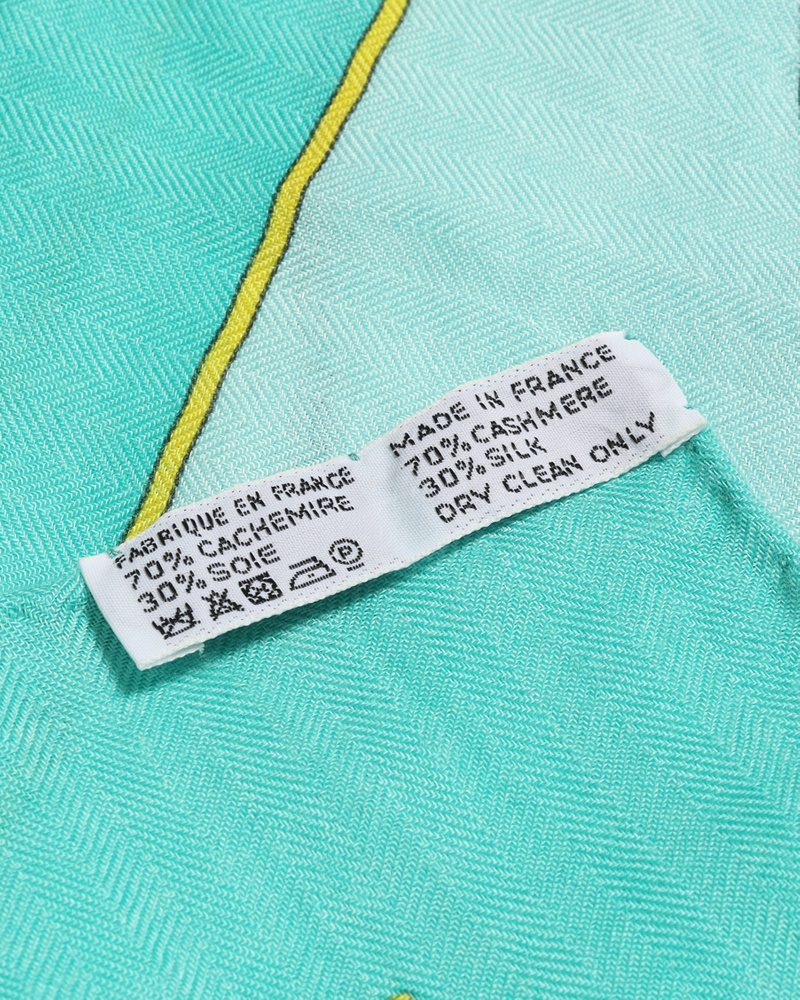 FABRIQUE EN FRANCE
70% CACHEMIRE
30% SOIE
P
MADE IN FRANCE
70% CASHMERE
30% SILK
DRY CLEAN ONLY